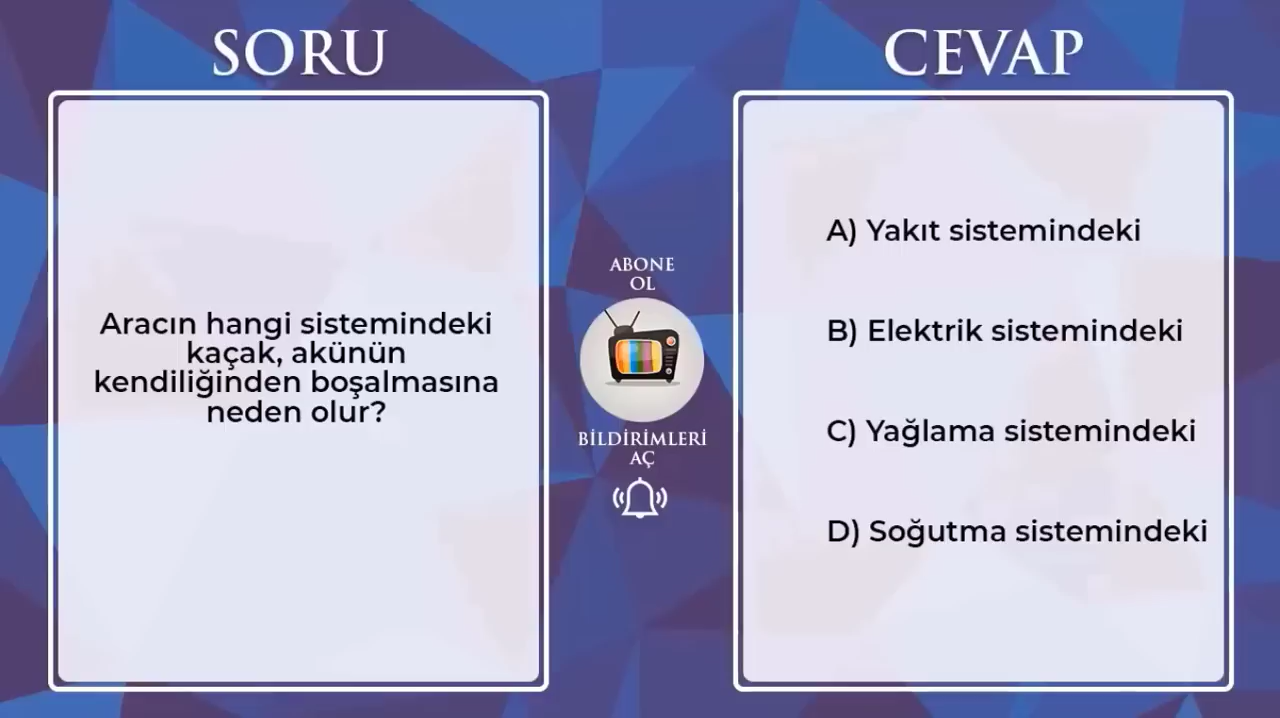 SORU
Aracın hangi sistemindeki
kaçak, akünün
kendiliğinden boşalmasına
neden olur?
ABONE
OL
BİLDİRİMLERİ
AÇ
CEVAP
A) Yakıt sistemindeki
B) Elektrik sistemindeki
C) Yağlama sistemindeki
D) Soğutma sistemindeki